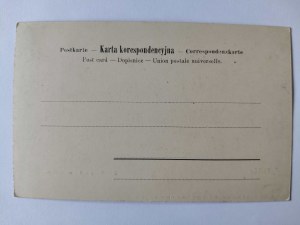 Postkarte – Karta korespondencyjna – Correspondenzkarte
Post card – Dopisnice – Union postale universelle.